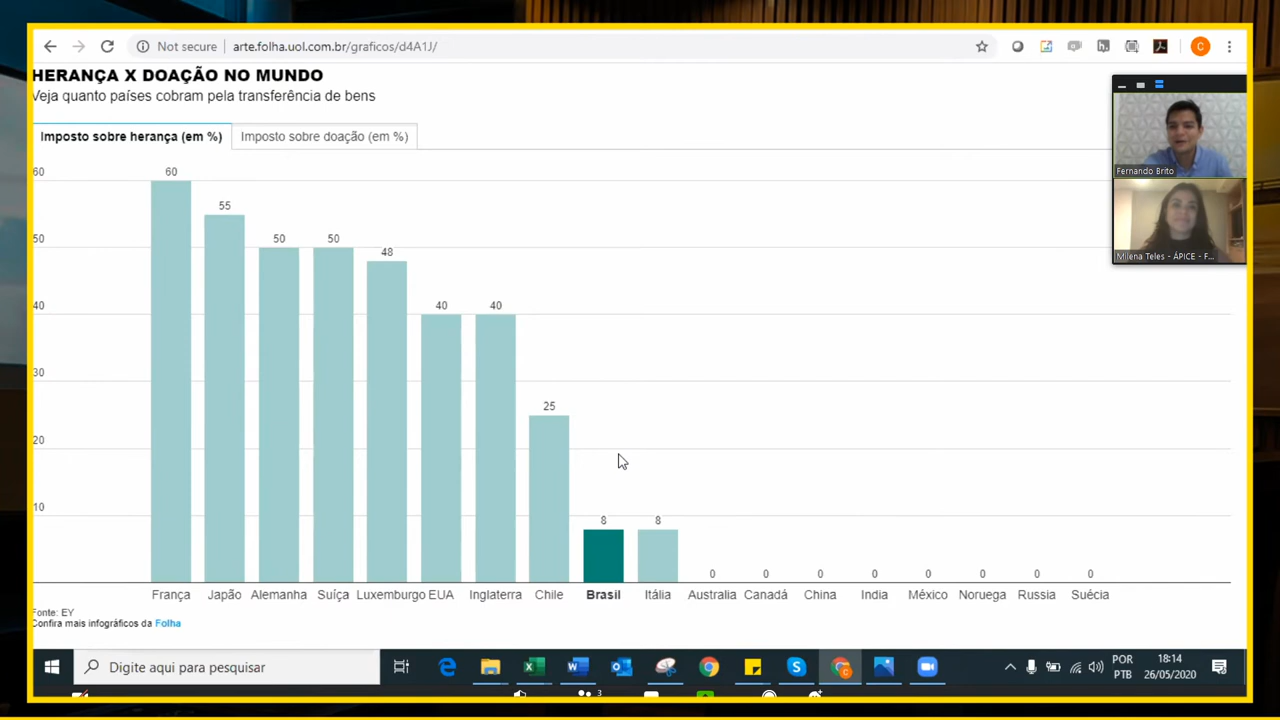 Not secure
arte.folha.uol.com.br/graficos/d4A1J/
C
HERANÇA X DOAÇÃO NO MUNDO
Veja quanto países cobram pela transferência de bens
Imposto sobre herança (em %)
Imposto sobre doação (em %)
Fernando Brito
Milena Teles - ÁPICE - F...
60
50
40
30
20
10
60
55
50
50
48
40
40
25
8
8
0
0
0
0
0
0
0
0
França
Japão
Alemanha
Suíça
Luxemburgo
EUA
Inglaterra
Chile
Brasil
Itália
Australia
Canadá
China
India
México
Noruega
Russia
Suécia
Fonte: EY
Confira mais infográficos da Folha
Digite aqui para pesquisar
POR
PTB
18:14
26/05/2020
3